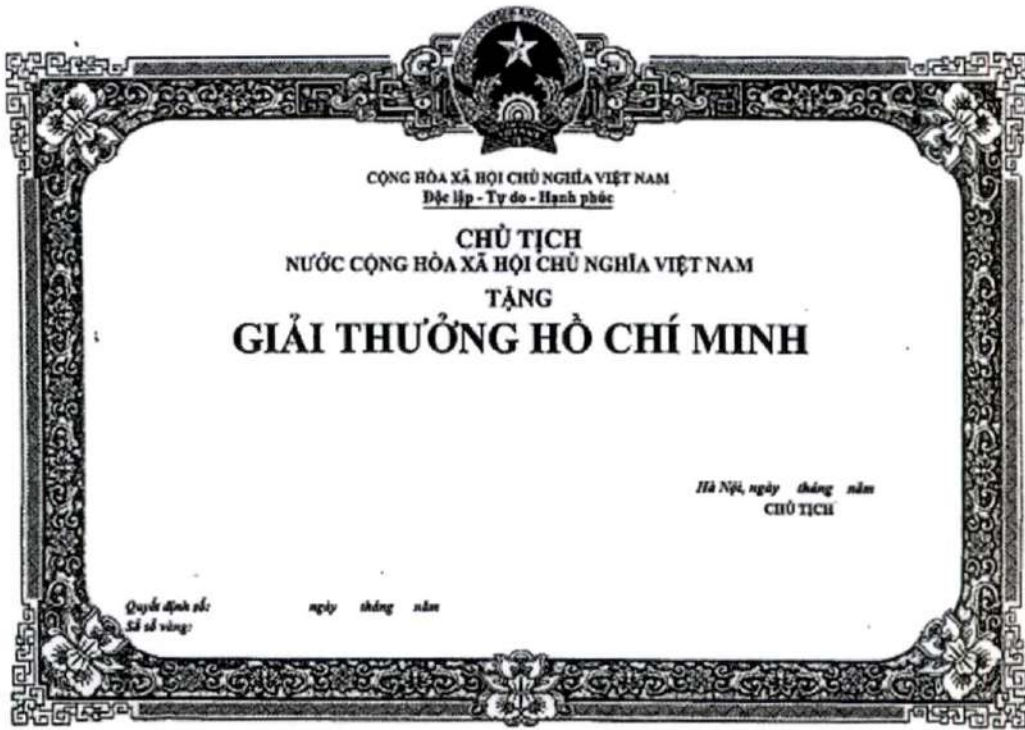 CỘNG HÒA XÃ HỘI CHỦ NGHĨA VIỆT NAM
Độc lập - Tự do - Hạnh phúc
CHỦ TỊCH
NƯỚC CỘNG HÒA XÃ HỘI CHỦ NGHĨA VIỆT NAM
TẶNG
GIẢI THƯỞNG HỒ CHÍ MINH
Hà Nội, ngày tháng năm
CHỦ TỊCH
Quyết định số: ngày tháng năm
Số sổ vàng: